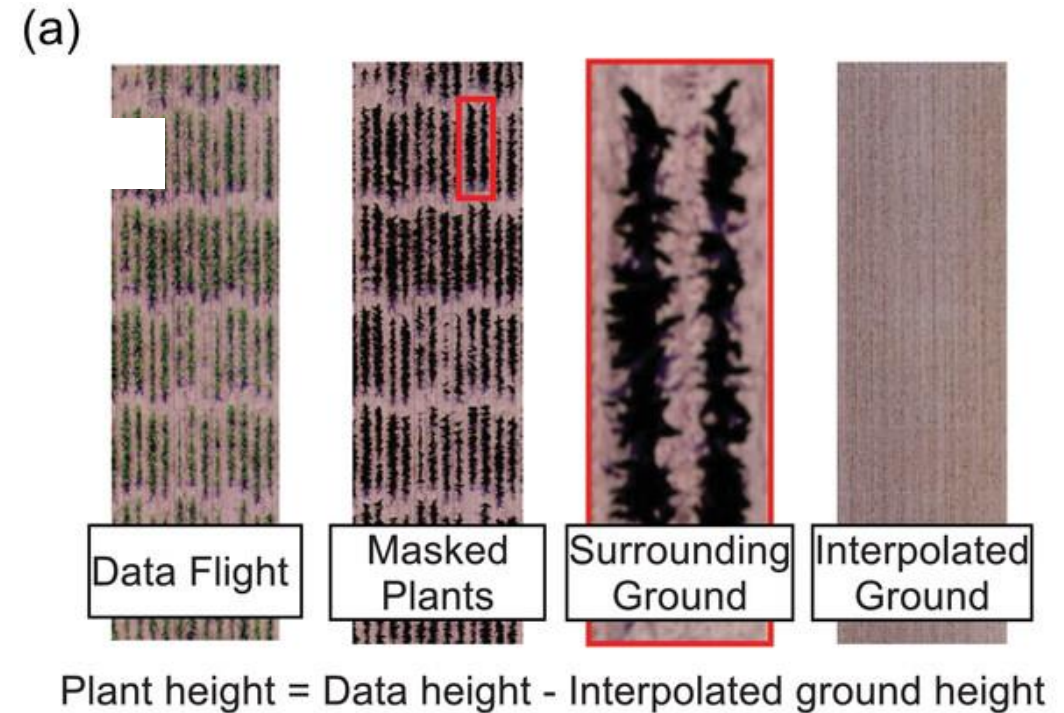 (a)
Data Flight
Masked
Plants
Surrounding
Ground
Interpolated
Ground
Plant height = Data height - Interpolated ground height